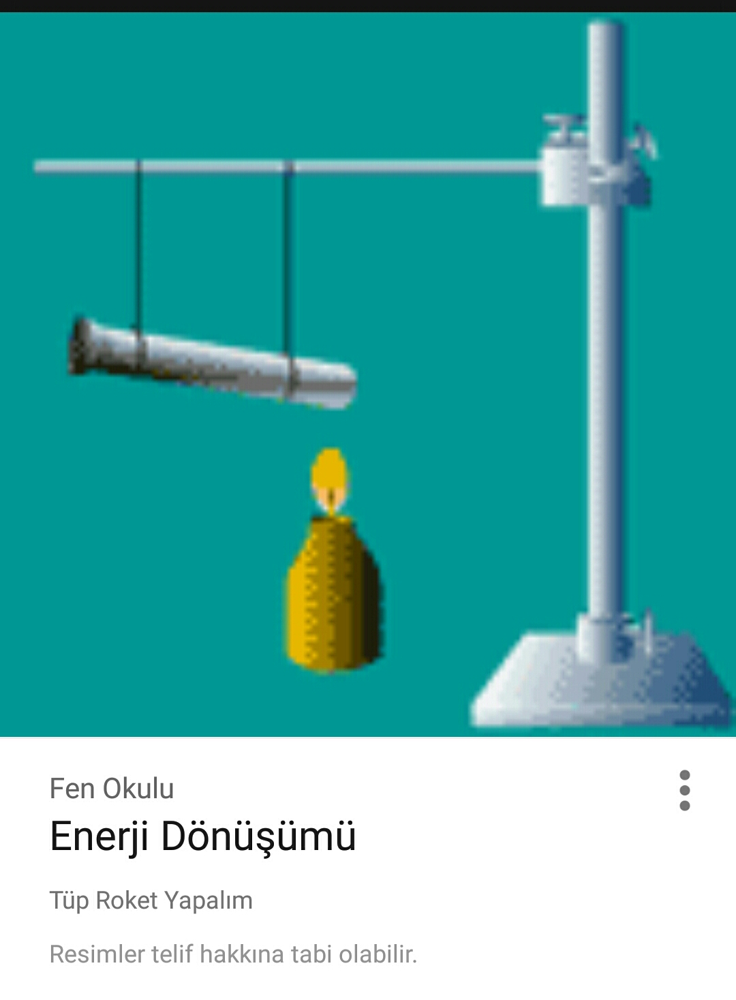 Fen Okulu
Enerji Dönüşümü
Tüp Roket Yapalım
Resimler telif hakkına tabi olabilir.